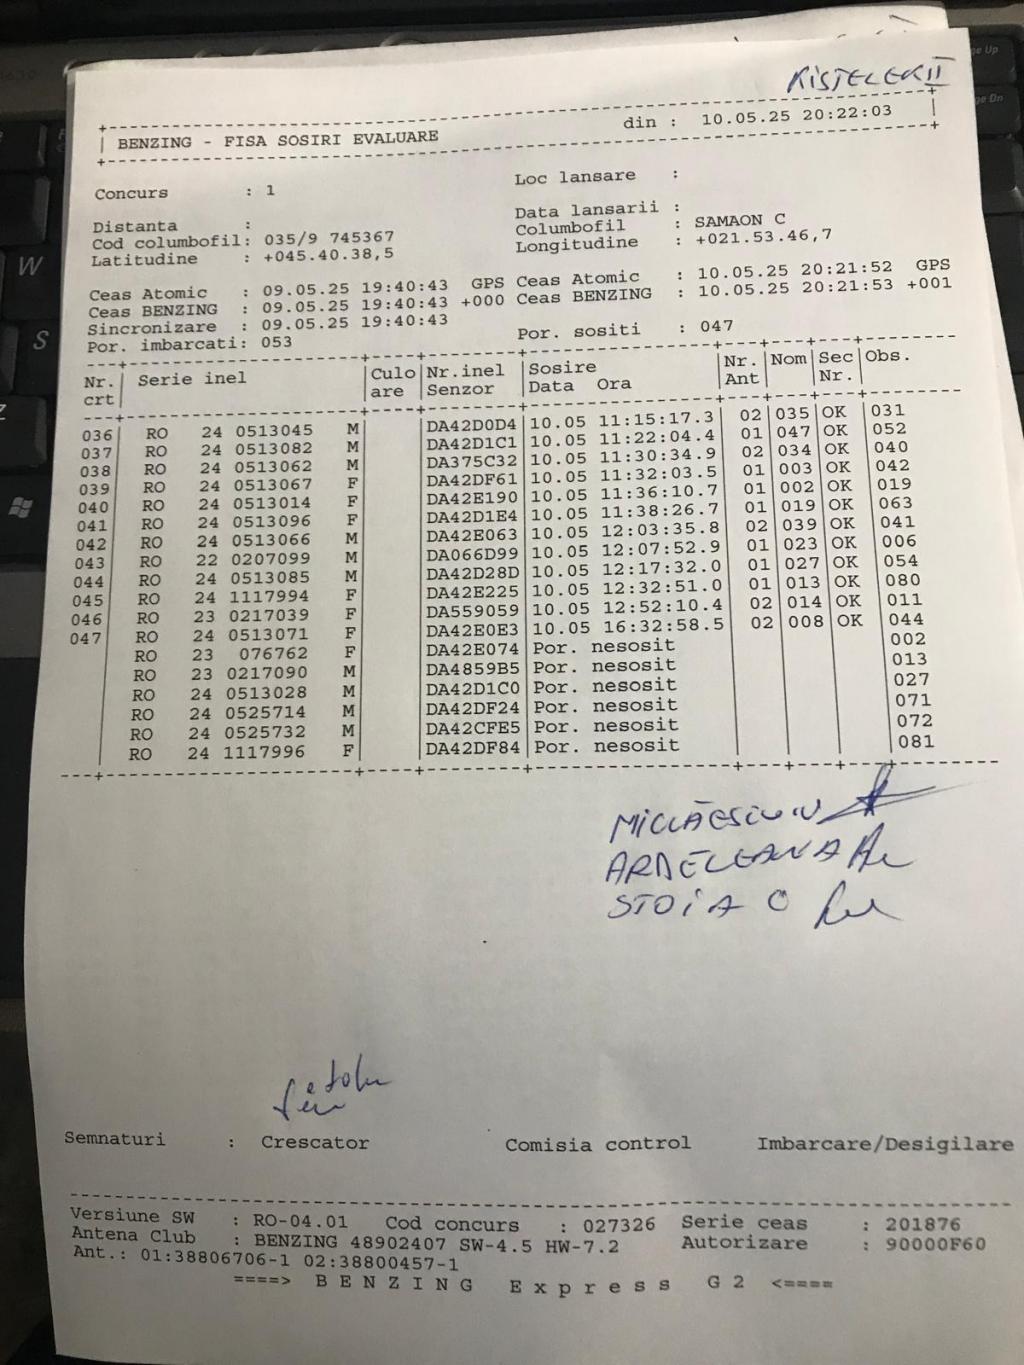 KISTELEK II
BENZING - FISA SOSIRI EVALUARE din : 10.05.25 20:22:03
Concurs : 1 Loc lansare :
Distanta : Data lansarii :
Cod columbofil: 035/9 745367 Columbofil : SAMAON C
Latitudine : +045.40.38,5 Longitudine : +021.53.46,7
Ceas Atomic : 09.05.25 19:40:43 GPS Ceas Atomic : 10.05.25 20:21:52 GPS
Ceas BENZING : 09.05.25 19:40:43 +000 Ceas BENZING : 10.05.25 20:21:53 +001
Sincronizare : 09.05.25 19:40:43
Por. imbarcati: 053 Por. sositi : 047
Nr. crt Serie inel Culo are Nr.inel Senzor Sosire Data Ora Nr. Ant Nom Sec Nr. Obs.
036 RO 24 0513045 M DA42D0D4 10.05 11:15:17.3 02 035 OK 031
037 RO 24 0513082 M DA42D1C1 10.05 11:22:04.4 01 047 OK 052
038 RO 24 0513062 M DA375C32 10.05 11:30:34.9 02 034 OK 040
039 RO 24 0513067 F DA42DF61 10.05 11:32:03.5 01 003 OK 042
040 RO 24 0513014 F DA42E190 10.05 11:36:10.7 01 002 OK 019
041 RO 24 0513096 F DA42D1E4 10.05 11:38:26.7 01 019 OK 063
042 RO 24 0513066 M DA42E063 10.05 12:03:35.8 02 039 OK 041
043 RO 22 0207099 M DA066D99 10.05 12:07:52.9 01 023 OK 006
044 RO 24 0513085 M DA42D28D 10.05 12:17:32.0 01 027 OK 054
045 RO 24 1117994 F DA42E225 10.05 12:32:51.0 01 013 OK 080
046 RO 23 0217039 F DA559059 10.05 12:52:10.4 02 014 OK 011
047 RO 24 0513071 F DA42E0E3 10.05 16:32:58.5 02 008 OK 044
RO 23 076762 F DA42E074 Por. nesosit 002
RO 23 0217090 M DA4859B5 Por. nesosit 013
RO 24 0513028 M DA42D1C0 Por. nesosit 027
RO 24 0525714 M DA42DF24 Por. nesosit 071
RO 24 0525732 M DA42CFE5 Por. nesosit 072
RO 24 1117996 F DA42DF84 Por. nesosit 081
ARDELEANA
STOIA C
Semnaturi : Crescator Comisia control Imbarcare/Desigilare
Versiune SW : RO-04.01 Cod concurs : 027326 Serie ceas : 201876
Antena Club : BENZING 48902407 SW-4.5 HW-7.2 Autorizare : 90000F60
Ant.: 01:38806706-1 02:38800457-1
====> B E N Z I N G E x p r e s s G 2 <====